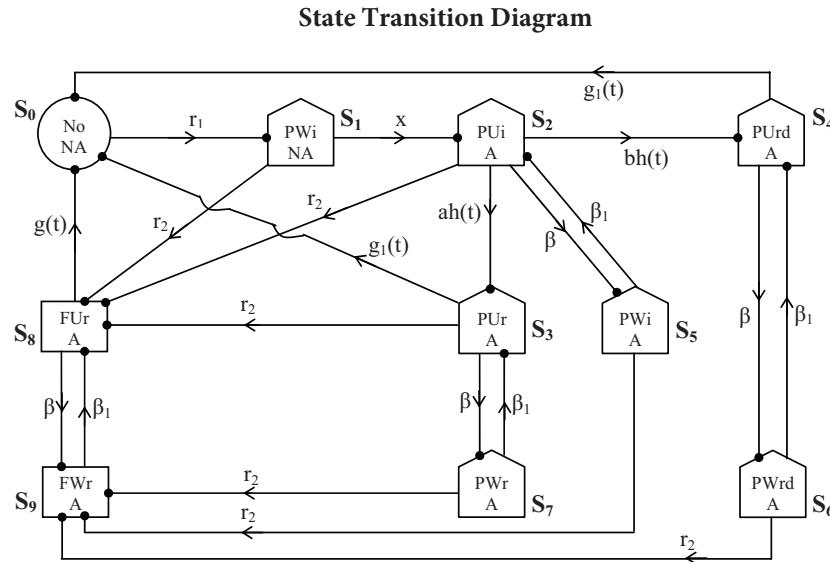 State Transition Diagram
g₁(t)
S₀
No
NA
r₁
PWi
NA
S₁
x
PUi
A
S₂
bh(t)
PUrd
A
S₄
g(t)
r₂
r₂
g₁(t)
ah(t)
β
β₁
S₈
FUr
A
r₂
PUr
A
S₃
PWi
A
S₅
β
β₁
β
β₁
β
β₁
S₉
FWr
A
r₂
PWr
A
S₇
PWrd
A
S₆
r₂
r₂